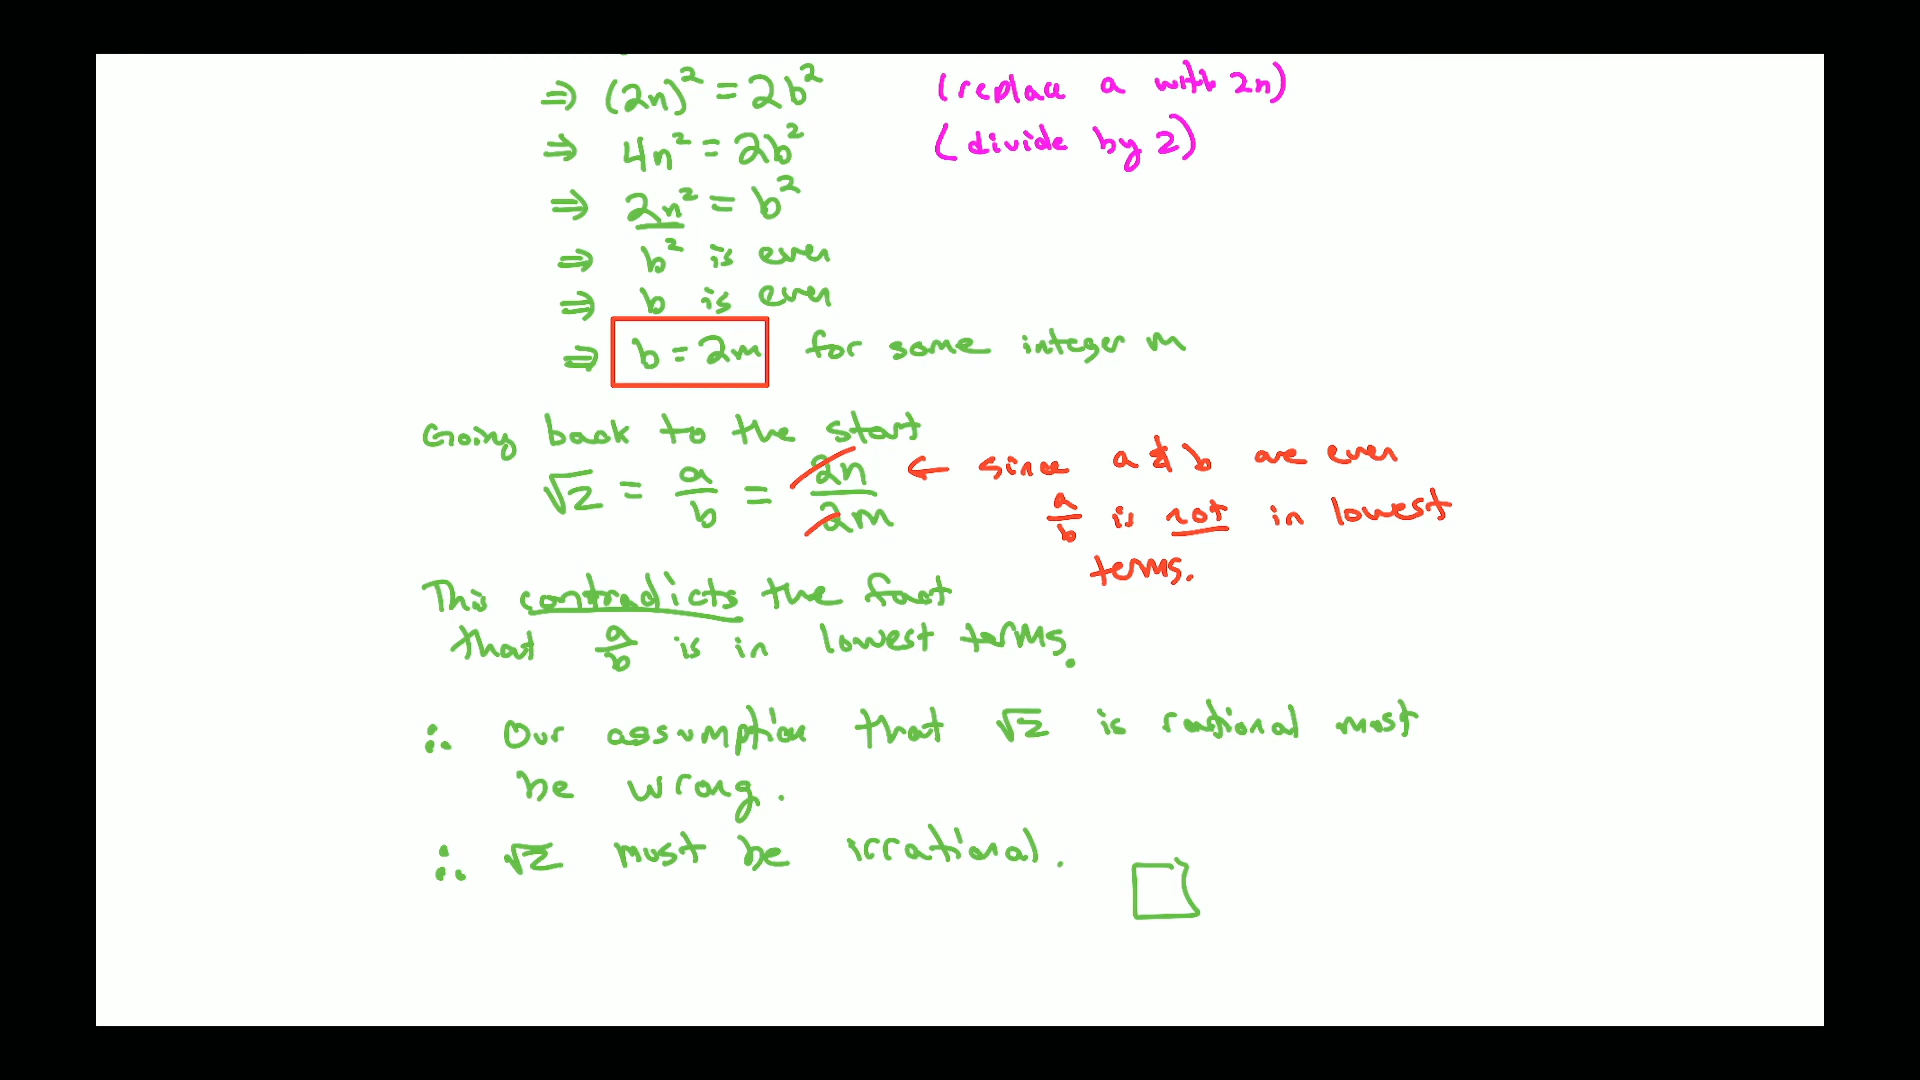 ⇒ (2n)² = 2b² (replace a with 2n)
⇒ 4n² = 2b² (divide by 2)
⇒ 2n² = b²
⇒ b² is even
⇒ b is even
⇒ b = 2m for some integer m
Going back to the start
√2 = a/b = 2n/2m ← since a & b are even
a/b is not in lowest
terms.
This contradicts the fact
that a/b is in lowest terms.
∴ Our assumption that √2 is rational must
be wrong.
∴ √2 must be irrational. □